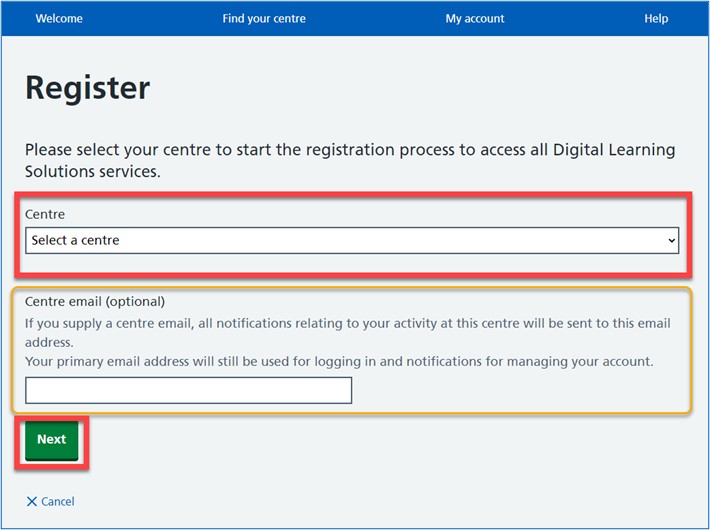 Welcome
Find your centre
My account
Help
Register
Please select your centre to start the registration process to access all Digital Learning
Solutions services.
Centre
Select a centre
Centre email (optional)
If you supply a centre email, all notifications relating to your activity at this centre will be sent to this email
address.
Your primary email address will still be used for logging in and notifications for managing your account.
Next
Cancel